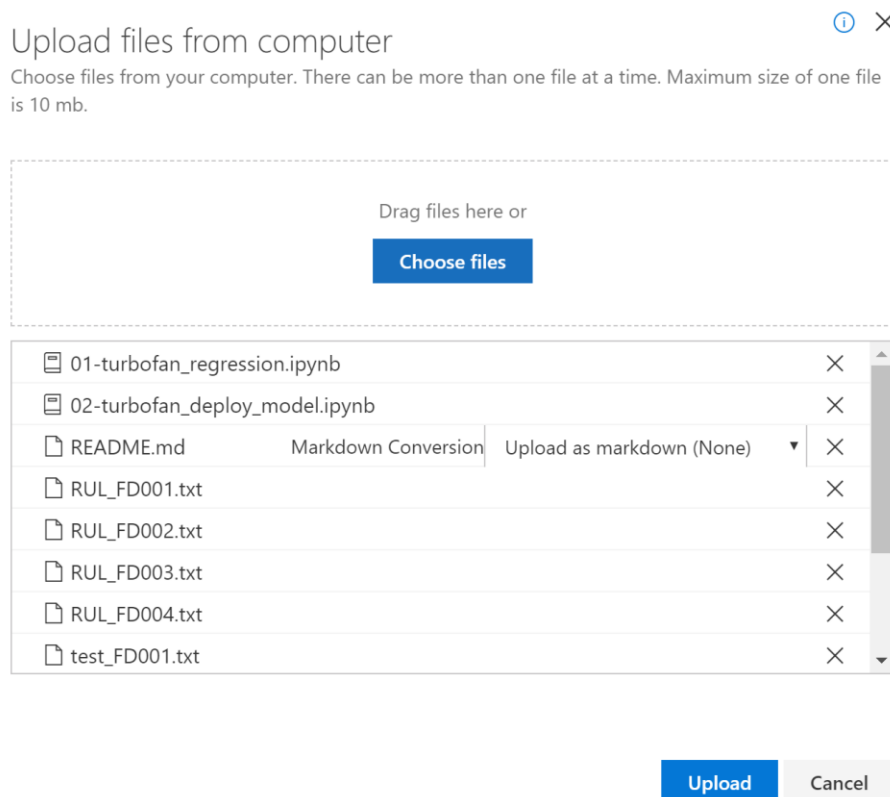 Upload files from computer
Choose files from your computer. There can be more than one file at a time. Maximum size of one file
is 10 mb.
Drag files here or
Choose files
01-turbofan_regression.ipynb
02-turbofan_deploy_model.ipynb
README.md Markdown Conversion Upload as markdown (None)
RUL_FD001.txt
RUL_FD002.txt
RUL_FD003.txt
RUL_FD004.txt
test_FD001.txt
Upload Cancel